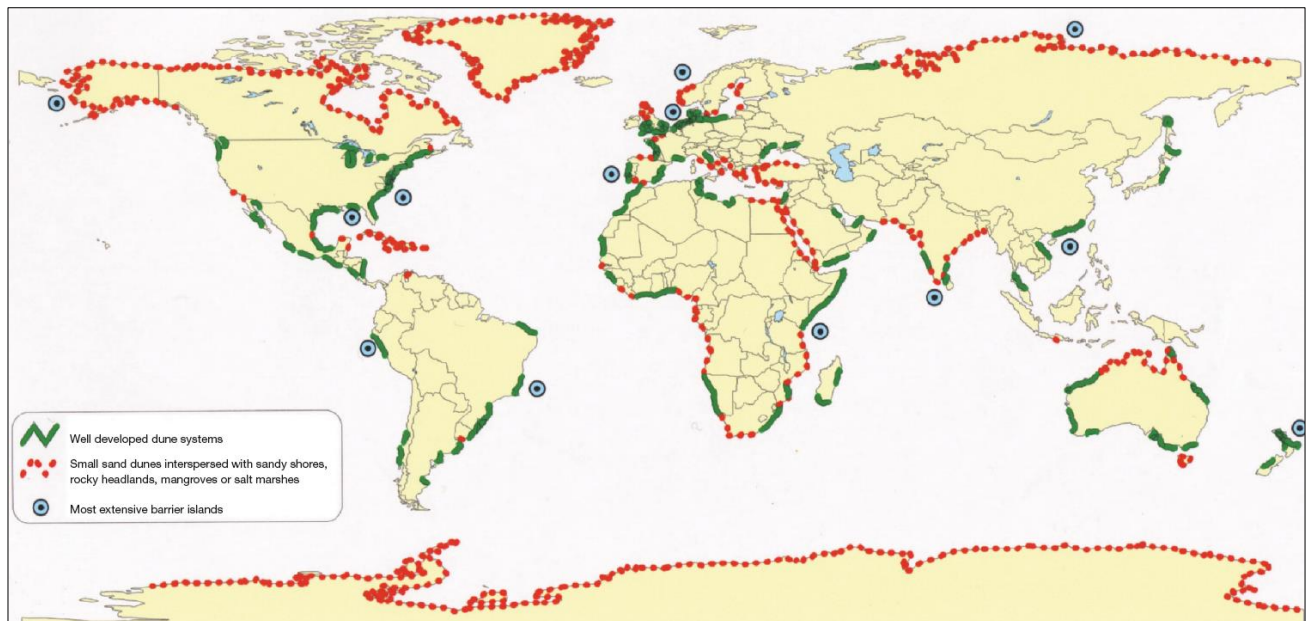 Well developed dune systems
Small sand dunes interspersed with sandy shores,
rocky headlands, mangroves or salt marshes
Most extensive barrier islands